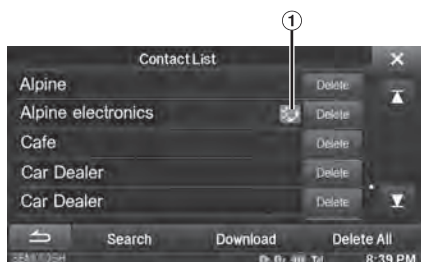 1
Contact List
Alpine Delete
Alpine electronics Delete
Cafe Delete
Car Dealer Delete
Car Dealer Delete
Search Download Delete All
8:39 PM